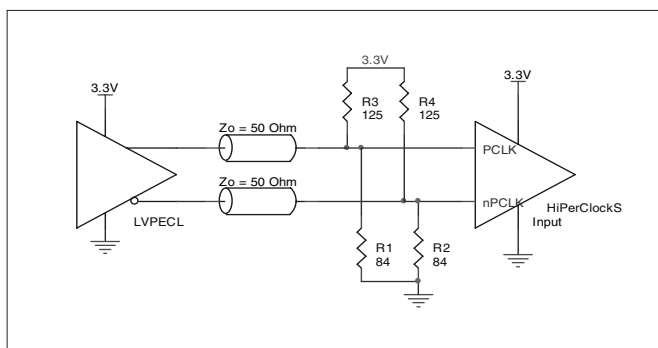 3.3V
3.3V
3.3V
R3
125
R4
125
Zo = 50 Ohm
PCLK
Zo = 50 Ohm
nPCLK
HiPerClockS
Input
LVPECL
R1
84
R2
84